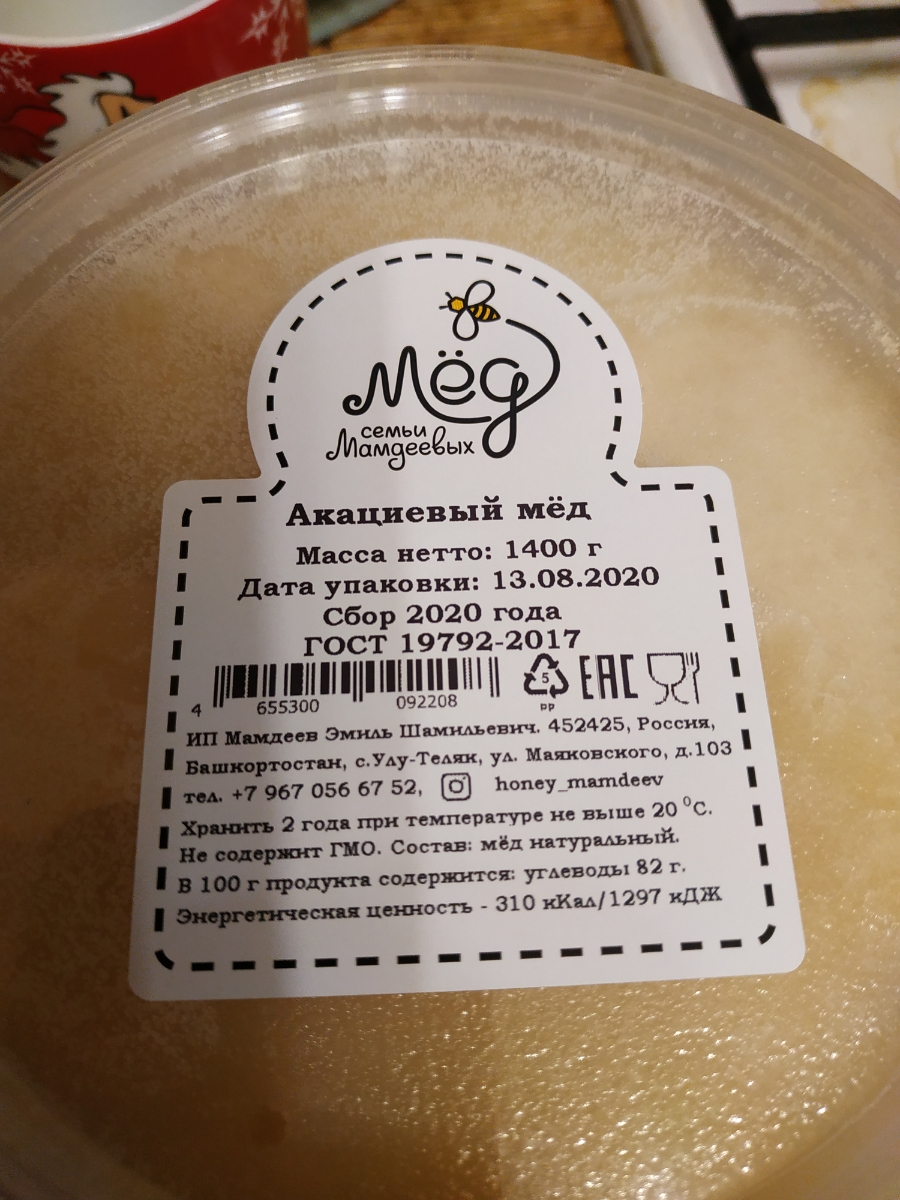 Мёд
семьи
Мамдеевых
Акациевый мёд
Масса нетто: 1400 г
Дата упаковки: 13.08.2020
Сбор 2020 года
ГОСТ 19792-2017
4 655300 092208
5
PP
EAC
ИП Мамдеев Эмиль Шамильевич. 452425, Россия,
Башкортостан, с.Улу-Теляк, ул. Маяковского, д.103
тел. +7 967 056 67 52, honey_mamdeev
Хранить 2 года при температуре не выше 20 °С.
Не содержит ГМО. Состав: мёд натуральный.
В 100 г продукта содержится: углеводы 82 г.
Энергетическая ценность - 310 кКал/1297 кДЖ